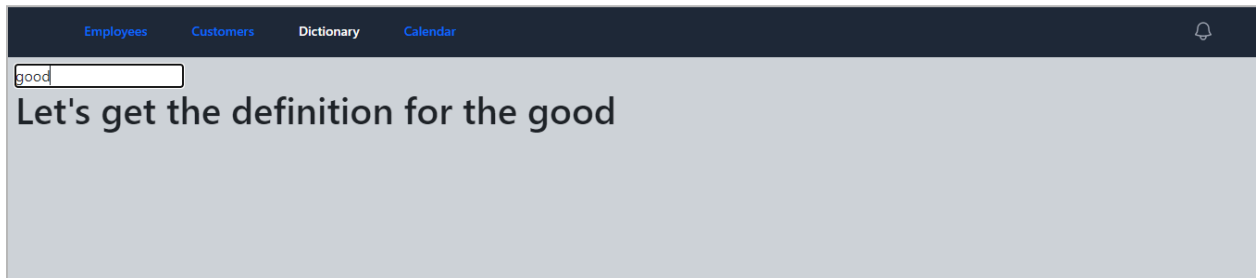 Employees Customers Dictionary Calendar
good
Let's get the definition for the good